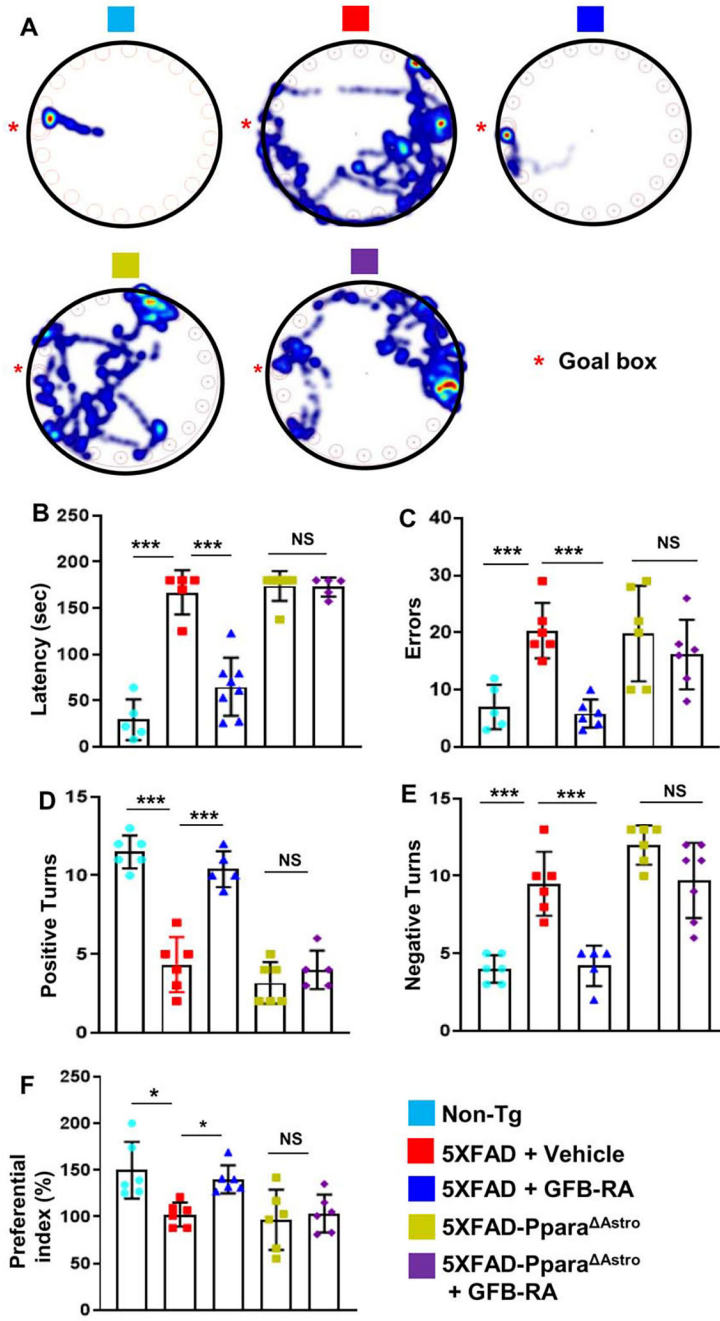 A
*
*
*
*
*
* Goal box
B
Latency (sec)
250
200
150
100
50
0
***
***
NS
C
Errors
40
30
20
10
0
***
***
NS
D
Positive Turns
15
10
5
0
***
***
NS
E
Negative Turns
15
10
5
0
***
***
NS
F
Preferential
index (%)
250
200
150
100
50
0
*
*
NS
Non-Tg
5XFAD + Vehicle
5XFAD + GFB-RA
5XFAD-Ppara^ΔAstro
5XFAD-Ppara^ΔAstro
+ GFB-RA